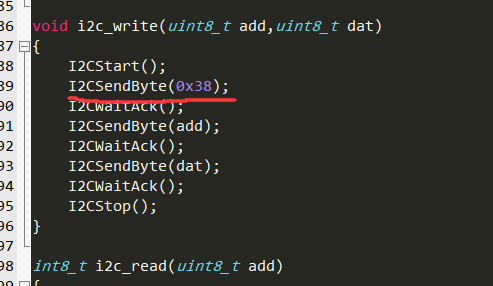 85
86 void i2c_write(uint8_t add,uint8_t dat)
87 {
88 I2CStart();
89 I2CSendByte(0x38);
90 I2CWaitAck();
91 I2CSendByte(add);
92 I2CWaitAck();
93 I2CSendByte(dat);
94 I2CWaitAck();
95 I2CStop();
96 }
97
98 int8_t i2c_read(uint8_t add)
99 {